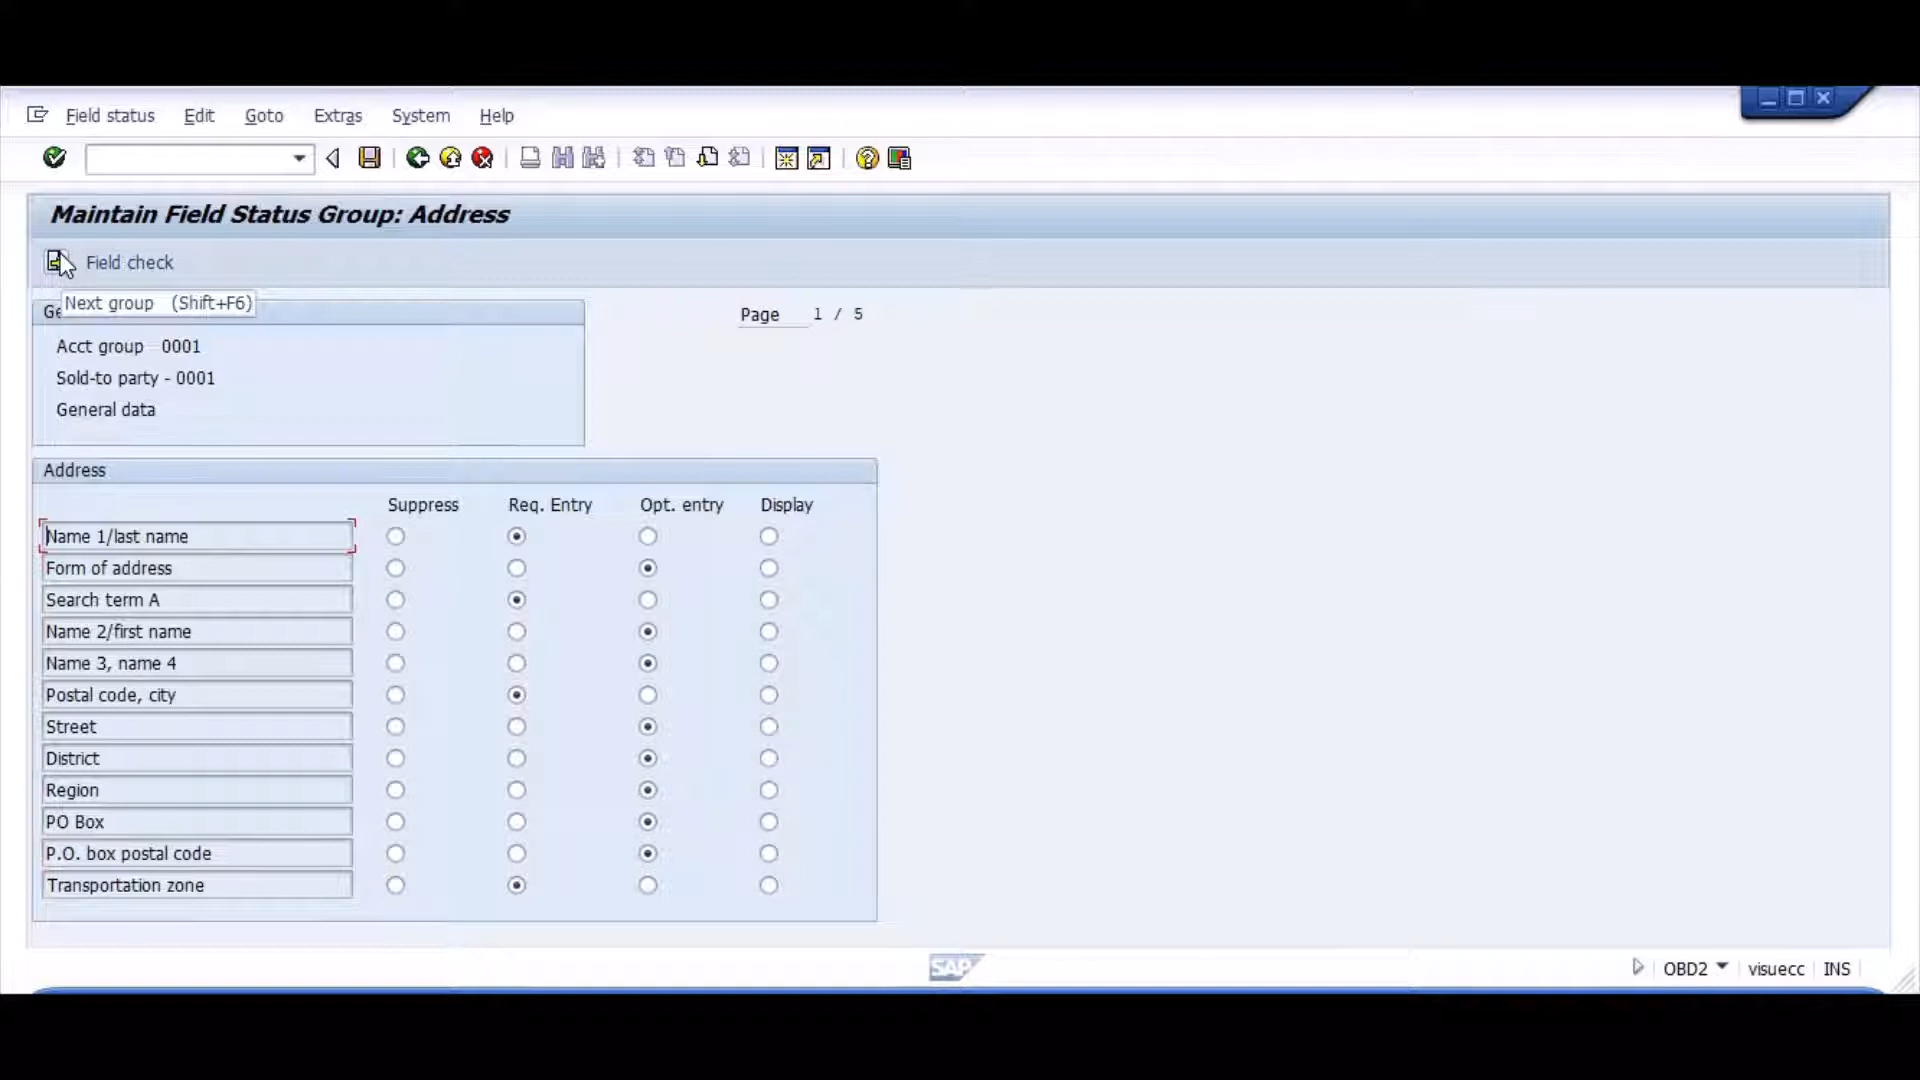 Field status Edit Goto Extras System Help
Maintain Field Status Group: Address
Field check
Next group (Shift+F6)
Ge
Page 1 / 5
Acct group 0001
Sold-to party - 0001
General data
Address
Suppress Req. Entry Opt. entry Display
Name 1/last name
Form of address
Search term A
Name 2/first name
Name 3, name 4
Postal code, city
Street
District
Region
PO Box
P.O. box postal code
Transportation zone
SAP
OBD2 visuecc INS